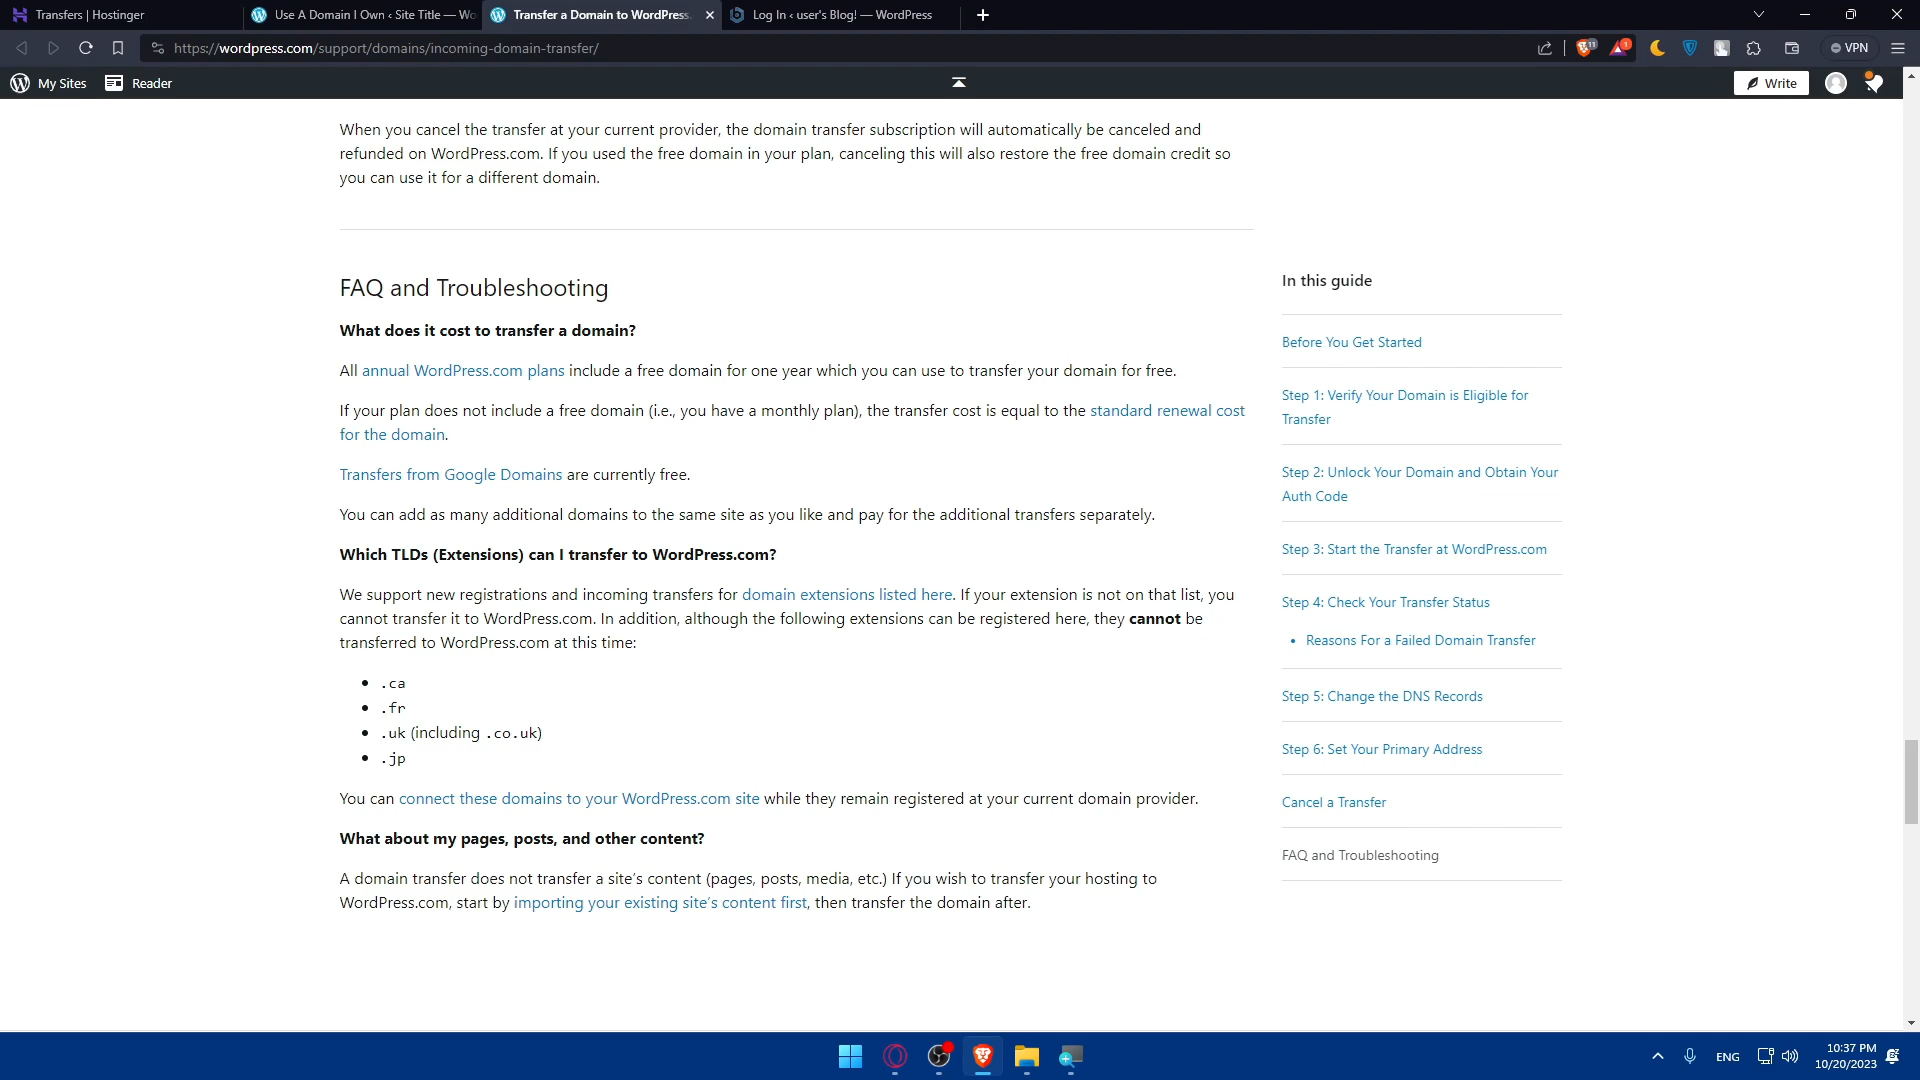 Transfers | Hostinger
Use A Domain I Own ‹ Site Title — Wo
Transfer a Domain to WordPress.
Log In ‹ user's Blog! — WordPress
https://wordpress.com/support/domains/incoming-domain-transfer/
11
1
VPN
My Sites
Reader
Write
When you cancel the transfer at your current provider, the domain transfer subscription will automatically be canceled and
refunded on WordPress.com. If you used the free domain in your plan, canceling this will also restore the free domain credit so
you can use it for a different domain.
FAQ and Troubleshooting
What does it cost to transfer a domain?
All annual WordPress.com plans include a free domain for one year which you can use to transfer your domain for free.
If your plan does not include a free domain (i.e., you have a monthly plan), the transfer cost is equal to the standard renewal cost
for the domain.
Transfers from Google Domains are currently free.
You can add as many additional domains to the same site as you like and pay for the additional transfers separately.
Which TLDs (Extensions) can I transfer to WordPress.com?
We support new registrations and incoming transfers for domain extensions listed here. If your extension is not on that list, you
cannot transfer it to WordPress.com. In addition, although the following extensions can be registered here, they cannot be
transferred to WordPress.com at this time:
• .ca
• .fr
• .uk (including .co.uk)
• .jp
You can connect these domains to your WordPress.com site while they remain registered at your current domain provider.
What about my pages, posts, and other content?
A domain transfer does not transfer a site's content (pages, posts, media, etc.) If you wish to transfer your hosting to
WordPress.com, start by importing your existing site's content first, then transfer the domain after.
In this guide
Before You Get Started
Step 1: Verify Your Domain is Eligible for
Transfer
Step 2: Unlock Your Domain and Obtain Your
Auth Code
Step 3: Start the Transfer at WordPress.com
Step 4: Check Your Transfer Status
• Reasons For a Failed Domain Transfer
Step 5: Change the DNS Records
Step 6: Set Your Primary Address
Cancel a Transfer
FAQ and Troubleshooting
ENG
10:37 PM
10/20/2023